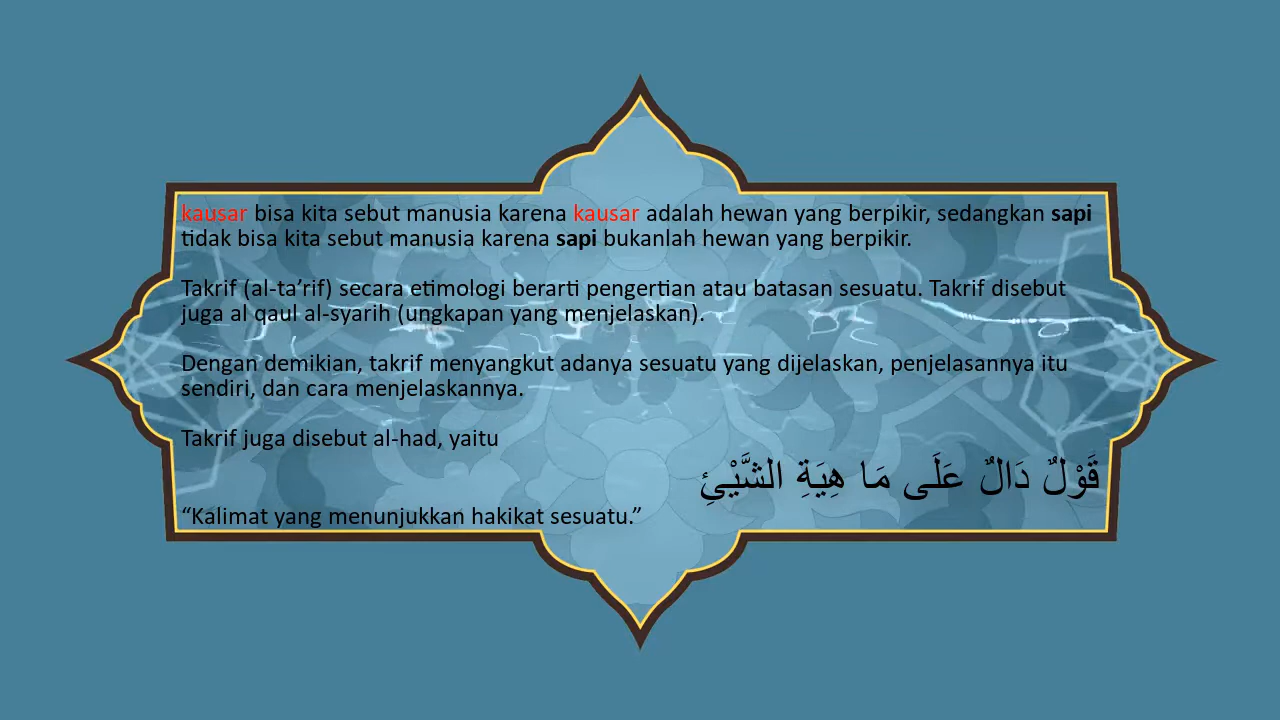 kausar bisa kita sebut manusia karena kausar adalah hewan yang berpikir, sedangkan sapi
tidak bisa kita sebut manusia karena sapi bukanlah hewan yang berpikir.
Takrif (al-ta’rif) secara etimologi berarti pengertian atau batasan sesuatu. Takrif disebut
juga al qaul al-syarih (ungkapan yang menjelaskan).
Dengan demikian, takrif menyangkut adanya sesuatu yang dijelaskan, penjelasannya itu
sendiri, dan cara menjelaskannya.
Takrif juga disebut al-had, yaitu
قَوْلٌ دَالٌ عَلَى مَا هِيَةِ الشَّيْئِ
“Kalimat yang menunjukkan hakikat sesuatu.”